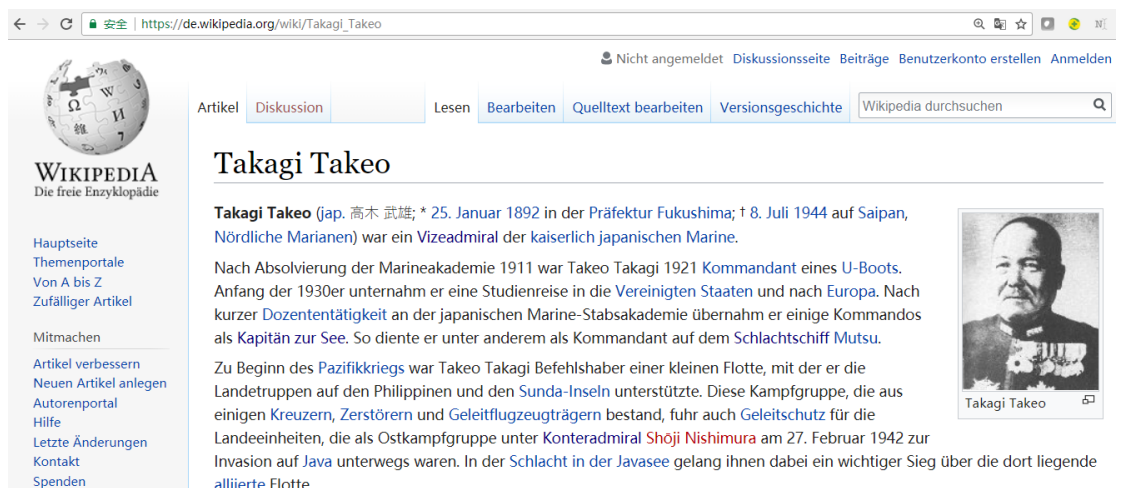 安全 | https://de.wikipedia.org/wiki/Takagi_Takeo
Nicht angemeldet Diskussionsseite Beiträge Benutzerkonto erstellen Anmelden
Artikel Diskussion Lesen Bearbeiten Quelltext bearbeiten Versionsgeschichte Wikipedia durchsuchen
WIKIPEDIA
Die freie Enzyklopädie
Hauptseite
Themenportale
Von A bis Z
Zufälliger Artikel
Mitmachen
Artikel verbessern
Neuen Artikel anlegen
Autorenportal
Hilfe
Letzte Änderungen
Kontakt
Spenden
Takagi Takeo
Takagi Takeo (jap. 高木 武雄; * 25. Januar 1892 in der Präfektur Fukushima; † 8. Juli 1944 auf Saipan,
Nördliche Marianen) war ein Vizeadmiral der kaiserlich japanischen Marine.
Nach Absolvierung der Marineakademie 1911 war Takeo Takagi 1921 Kommandant eines U-Boots.
Anfang der 1930er unternahm er eine Studienreise in die Vereinigten Staaten und nach Europa. Nach
kurzer Dozententätigkeit an der japanischen Marine-Stabsakademie übernahm er einige Kommandos
als Kapitän zur See. So diente er unter anderem als Kommandant auf dem Schlachtschiff Mutsu.
Zu Beginn des Pazifikkriegs war Takeo Takagi Befehlshaber einer kleinen Flotte, mit der er die
Landetruppen auf den Philippinen und den Sunda-Inseln unterstützte. Diese Kampfgruppe, die aus
einigen Kreuzern, Zerstörern und Geleitflugzeugträgern bestand, fuhr auch Geleitschutz für die
Landeeinheiten, die als Ostkampfgruppe unter Konteradmiral Shōji Nishimura am 27. Februar 1942 zur
Invasion auf Java unterwegs waren. In der Schlacht in der Javasee gelang ihnen dabei ein wichtiger Sieg über die dort liegende
alliierte Flotte.
Takagi Takeo